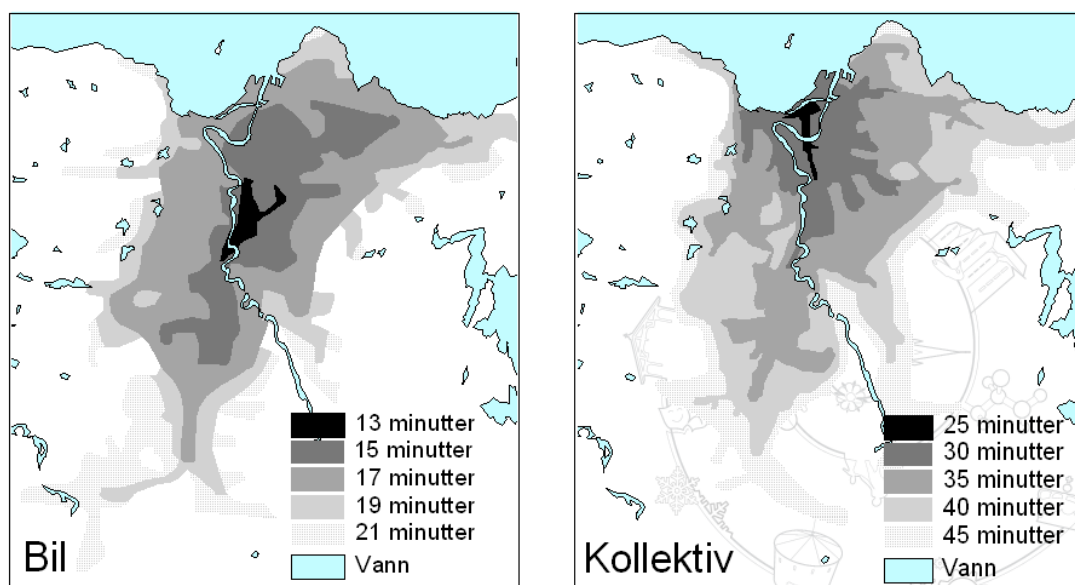 13 minutter
15 minutter
17 minutter
19 minutter
21 minutter
Vann
Bil
25 minutter
30 minutter
35 minutter
40 minutter
45 minutter
Vann
Kollektiv